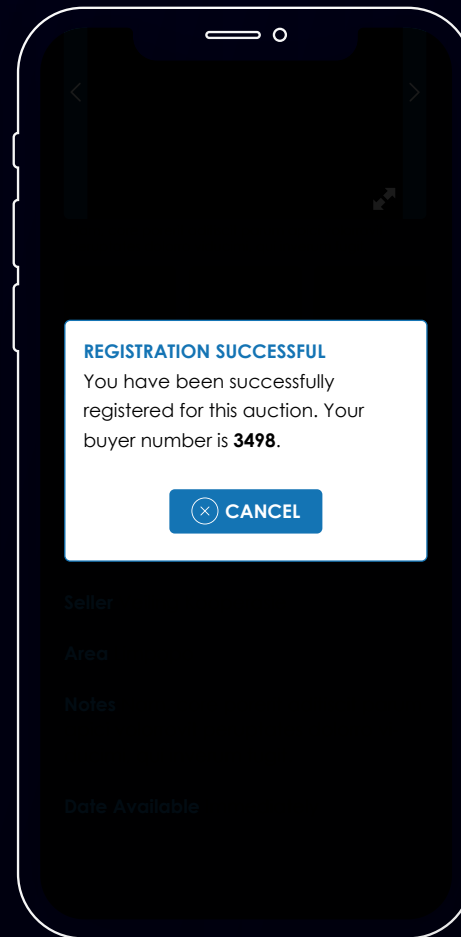 REGISTRATION SUCCESSFUL
You have been successfully
registered for this auction. Your
buyer number is 3498.
CANCEL
Seller
Area
Notes
Date Available